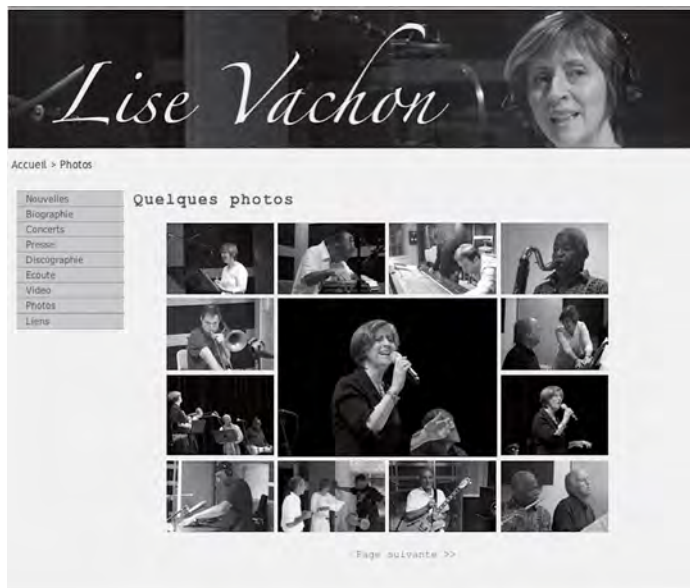 Lise Vachon
Accueil > Photos
Quelques photos
Nouvelles
Biographie
Concerts
Presse
Discographie
Ecoute
Video
Photos
Liens
Page suivante >>